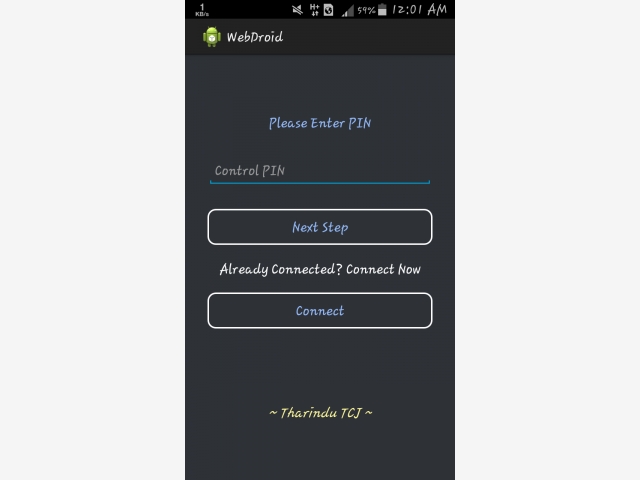 1
KB/s
H+
54%
12:01 AM
WebDroid
Please Enter PIN
Control PIN
Next Step
Already Connected? Connect Now
Connect
~ Tharindu TCJ ~